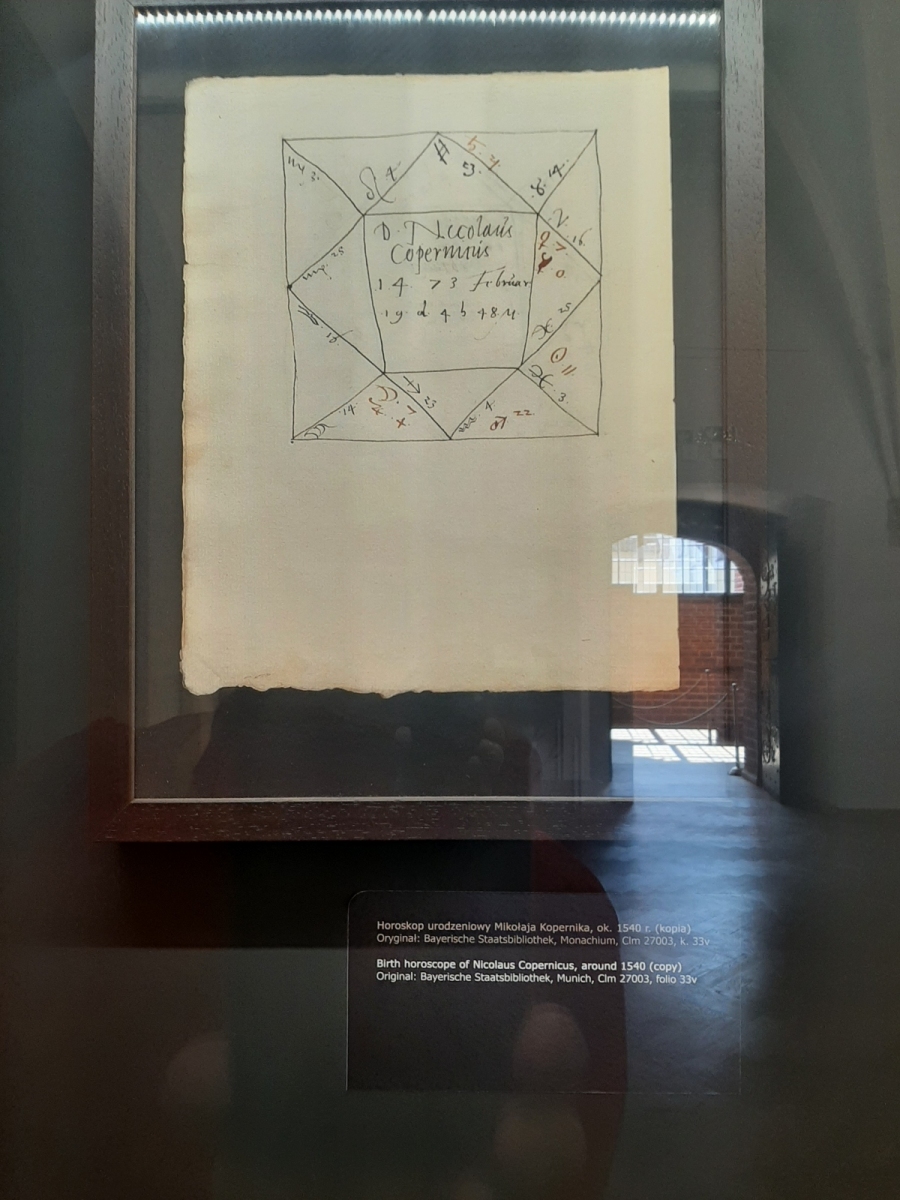 D. Nicolaus
Copernicus
1473 Februar
19 d 4 h 48 M
Horoskop urodzeniowy Mikołaja Kopernika, ok. 1540 r. (kopia)
Oryginał: Bayerische Staatsbibliothek, Monachium, Clm 27003, k. 33v
Birth horoscope of Nicolaus Copernicus, around 1540 (copy)
Original: Bayerische Staatsbibliothek, Munich, Clm 27003, folio 33v